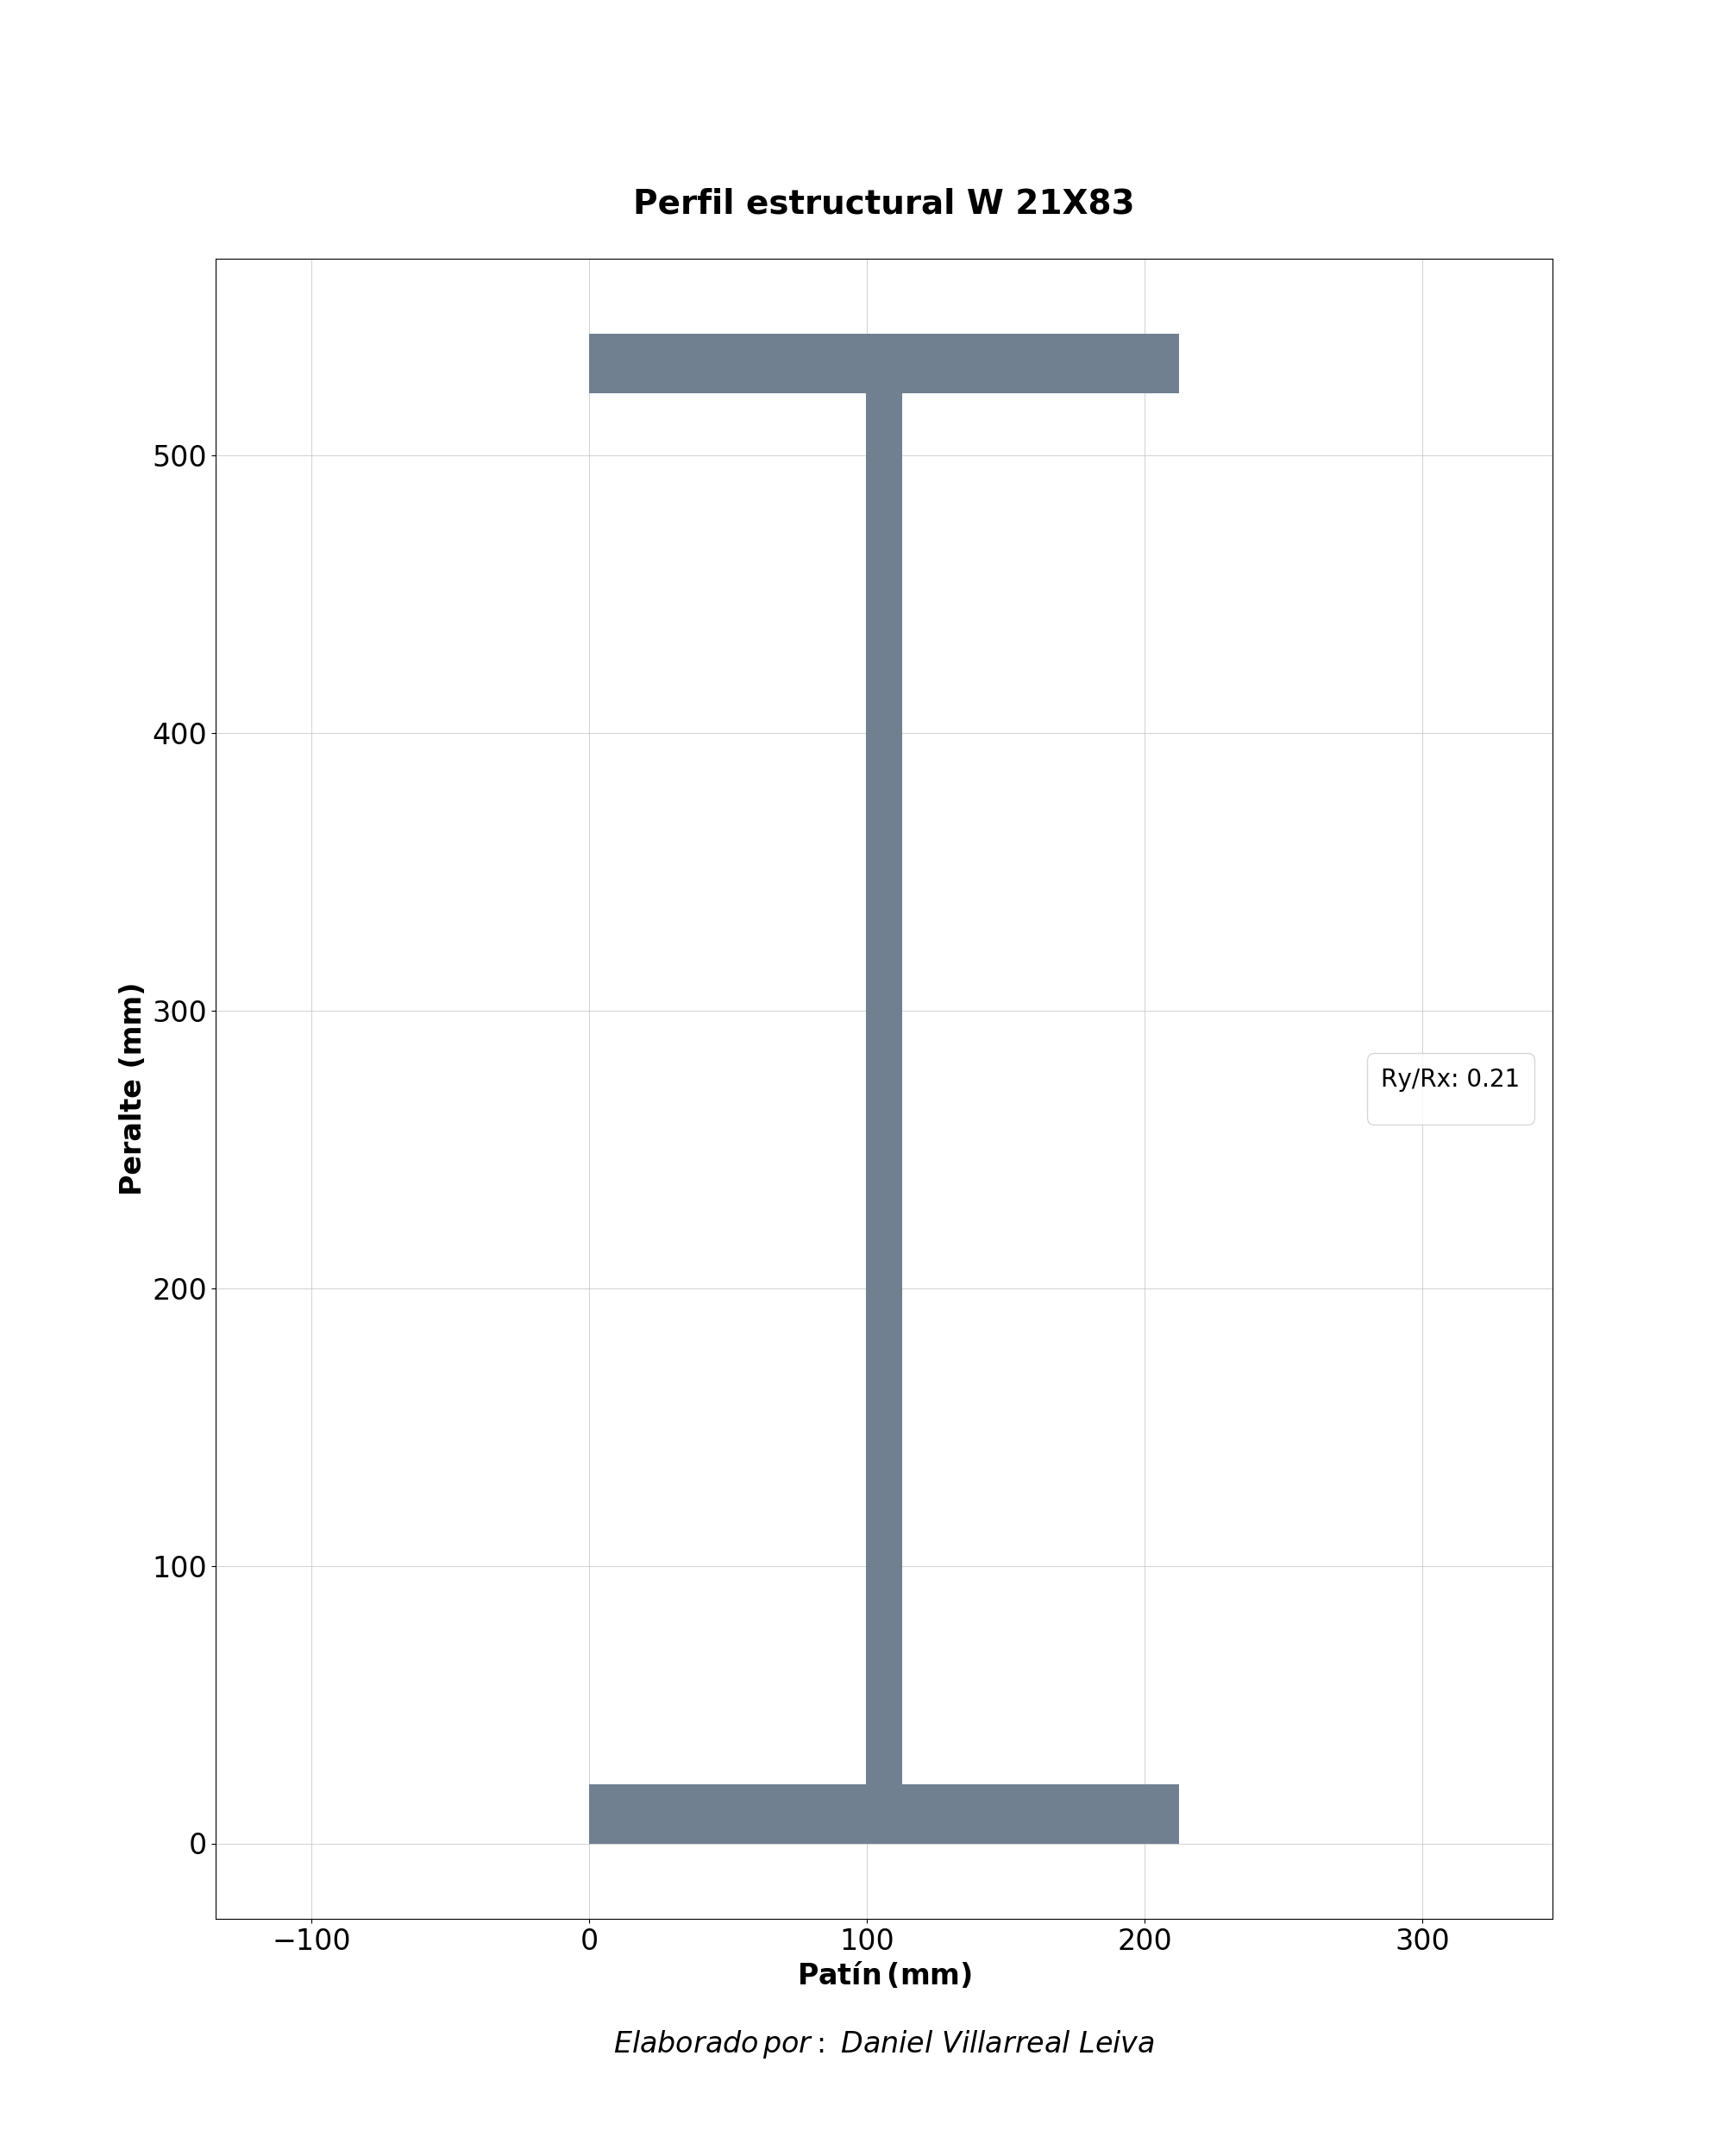 Perfil estructural W 21X83
Peralte (mm)
500
400
300
200
100
0
Ry/Rx: 0.21
−100 0 100 200 300
Patín (mm)
Elaborado por: Daniel Villarreal Leiva